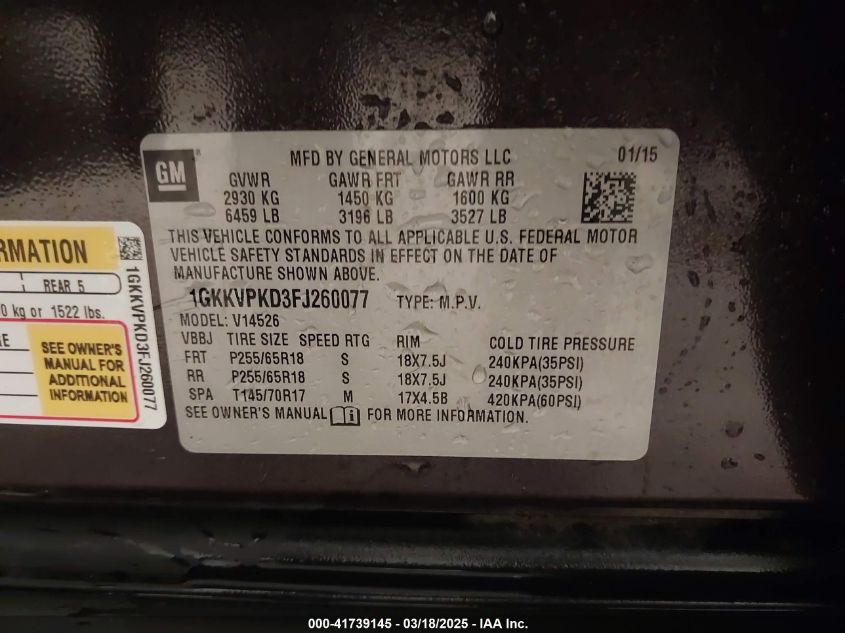 GM
MFD BY GENERAL MOTORS LLC 01/15
GVWR GAWR FRT GAWR RR
2930 KG 1450 KG 1600 KG
6459 LB 3196 LB 3527 LB
THIS VEHICLE CONFORMS TO ALL APPLICABLE U.S. FEDERAL MOTOR
VEHICLE SAFETY STANDARDS IN EFFECT ON THE DATE OF
MANUFACTURE SHOWN ABOVE.
1GKKVPKD3FJ260077 TYPE: M.P.V.
MODEL: V14526
VBBJ TIRE SIZE SPEED RTG RIM COLD TIRE PRESSURE
FRT P255/65R18 S 18X7.5J 240KPA(35PSI)
RR P255/65R18 S 18X7.5J 240KPA(35PSI)
SPA T145/70R17 M 17X4.5B 420KPA(60PSI)
SEE OWNER'S MANUAL FOR MORE INFORMATION.
REAR 5
kg or 1522 lbs.
SEE OWNER'S
MANUAL FOR
ADDITIONAL
INFORMATION
1GKKVPKD3FJ260077
000-41739145 - 03/18/2025 - IAA Inc.